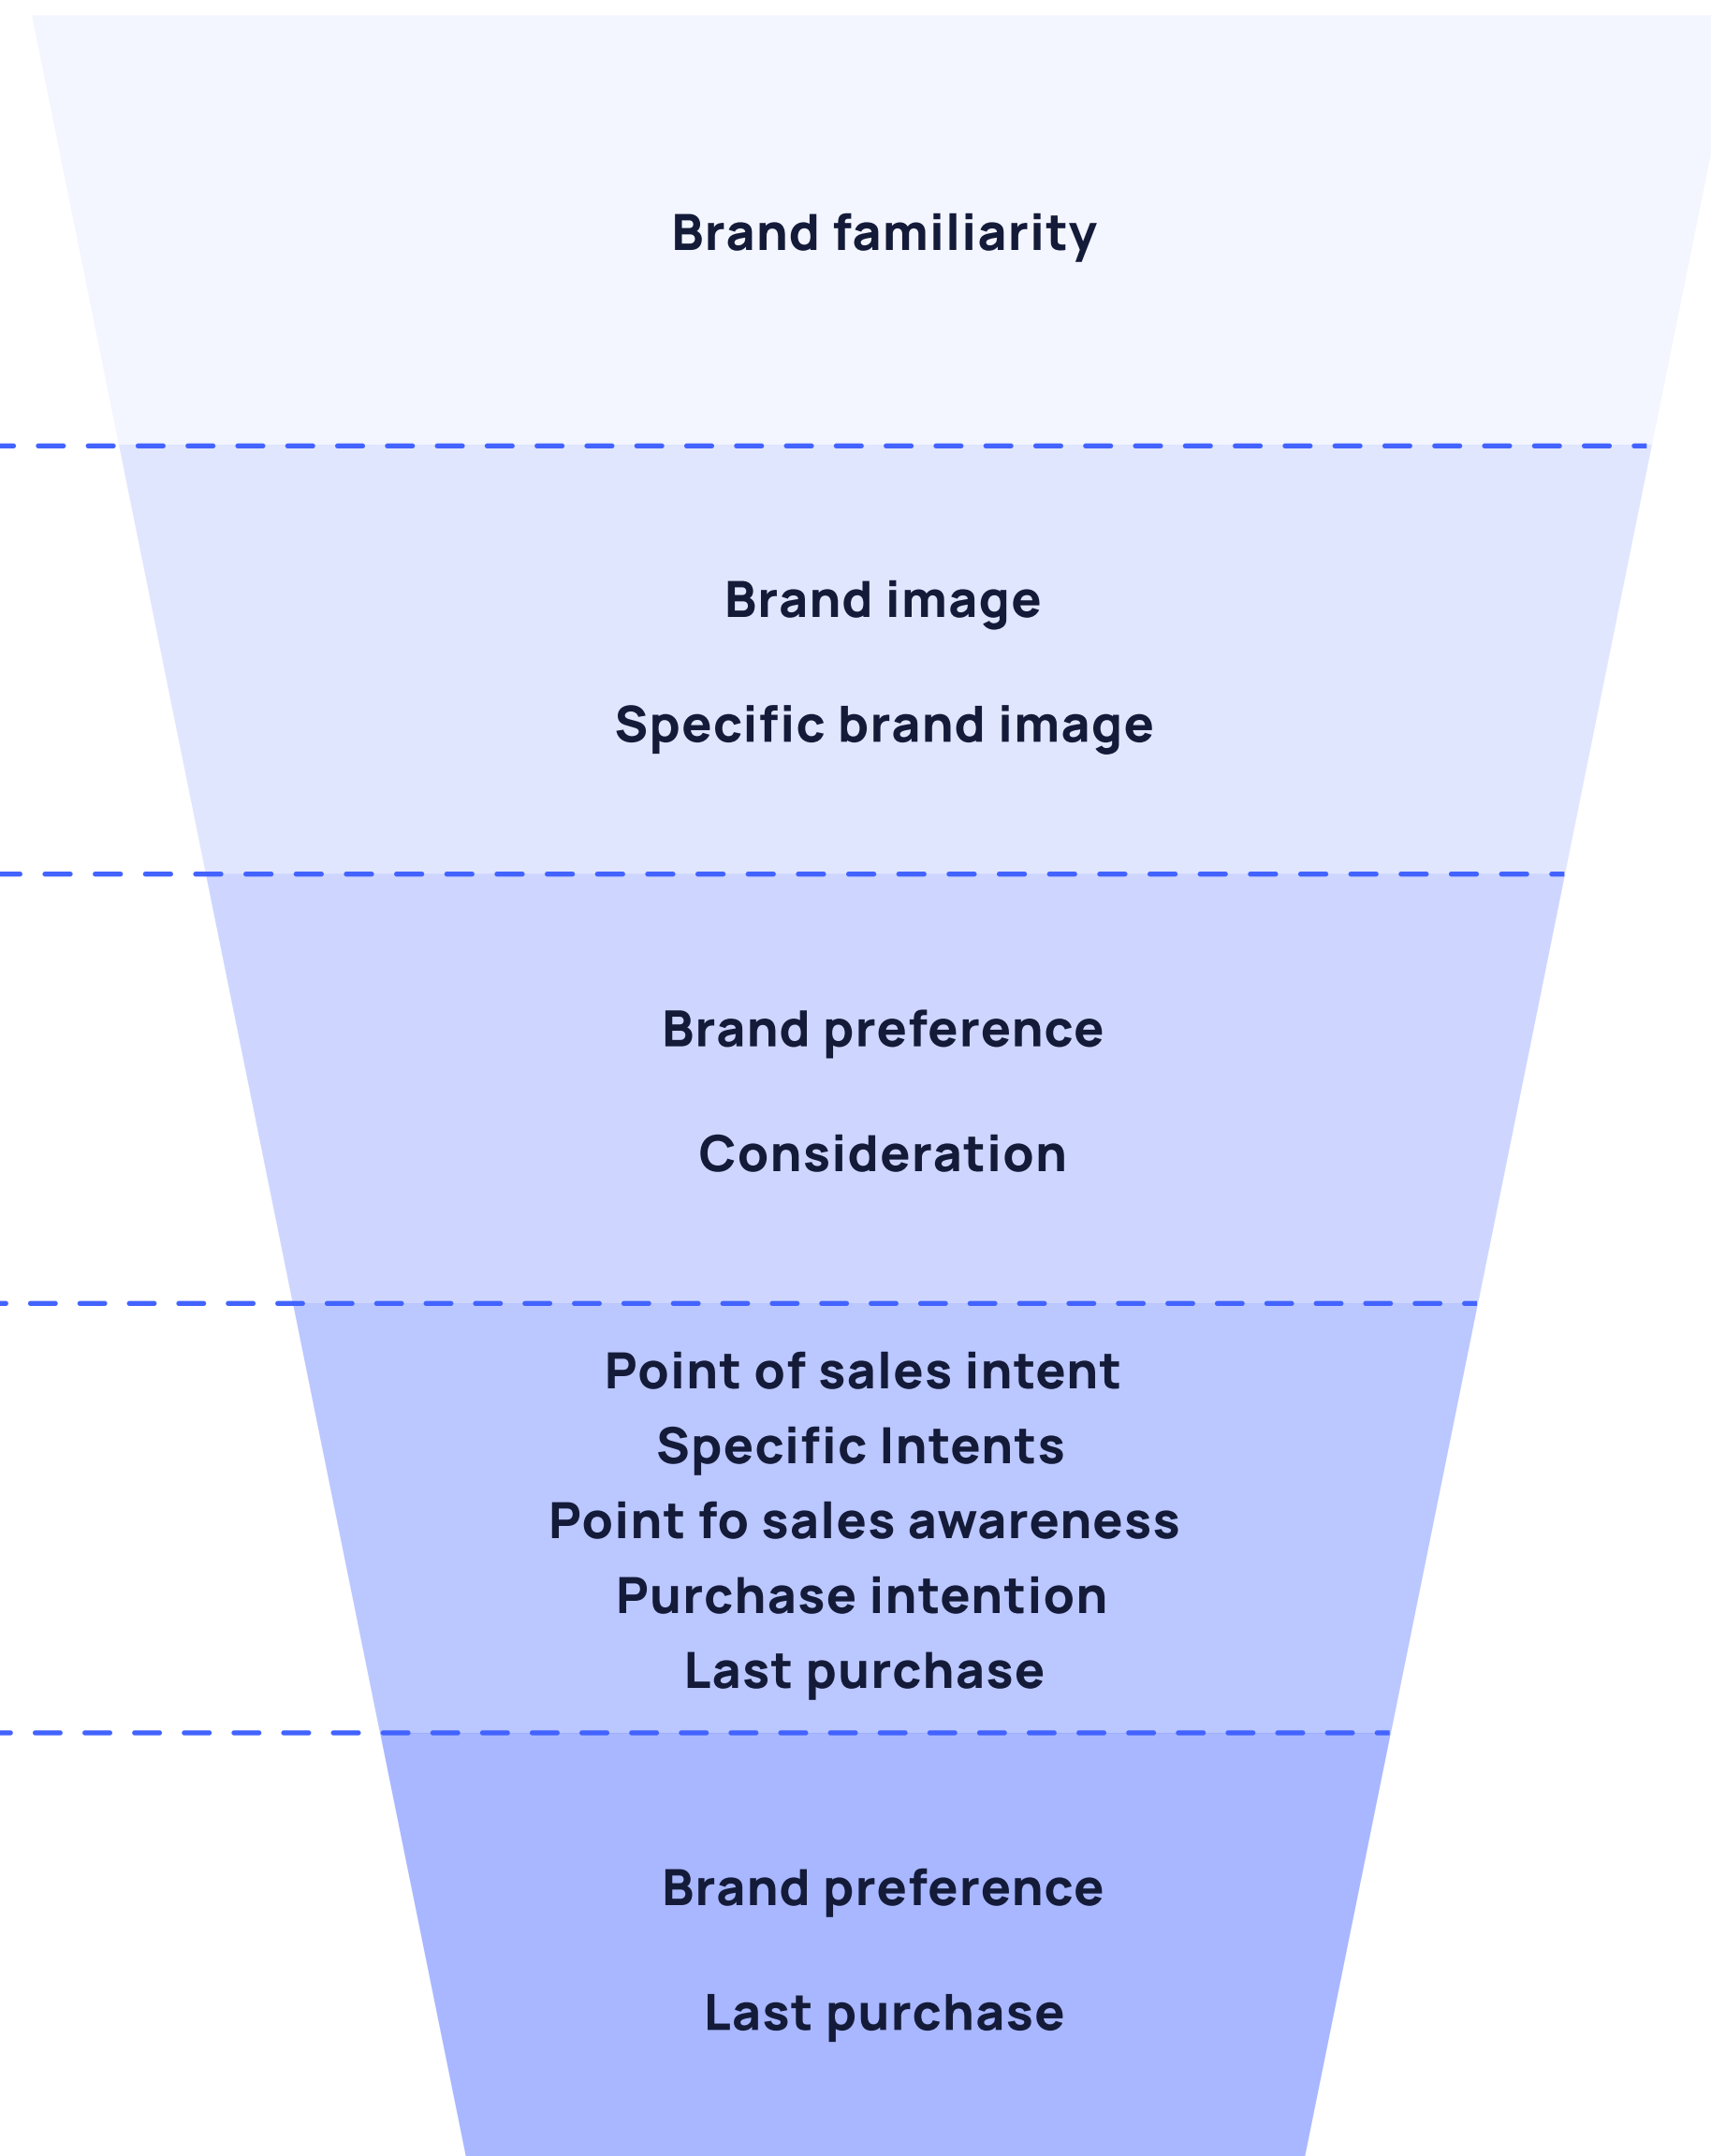 Brand familiarity
Brand image
Specific brand image
Brand preference
Consideration
Point of sales intent
Specific Intents
Point fo sales awareness
Purchase intention
Last purchase
Brand preference
Last purchase